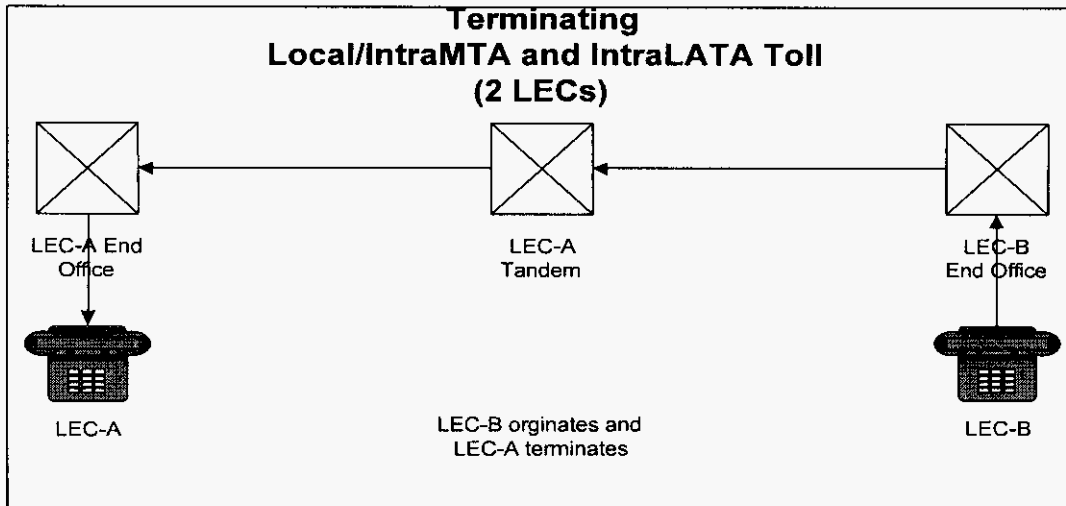 Terminating
Local/IntraMTA and IntraLATA Toll
(2 LECs)
LEC-A End
Office
LEC-A
Tandem
LEC-B
End Office
LEC-A
LEC-B orginates and
LEC-A terminates
LEC-B